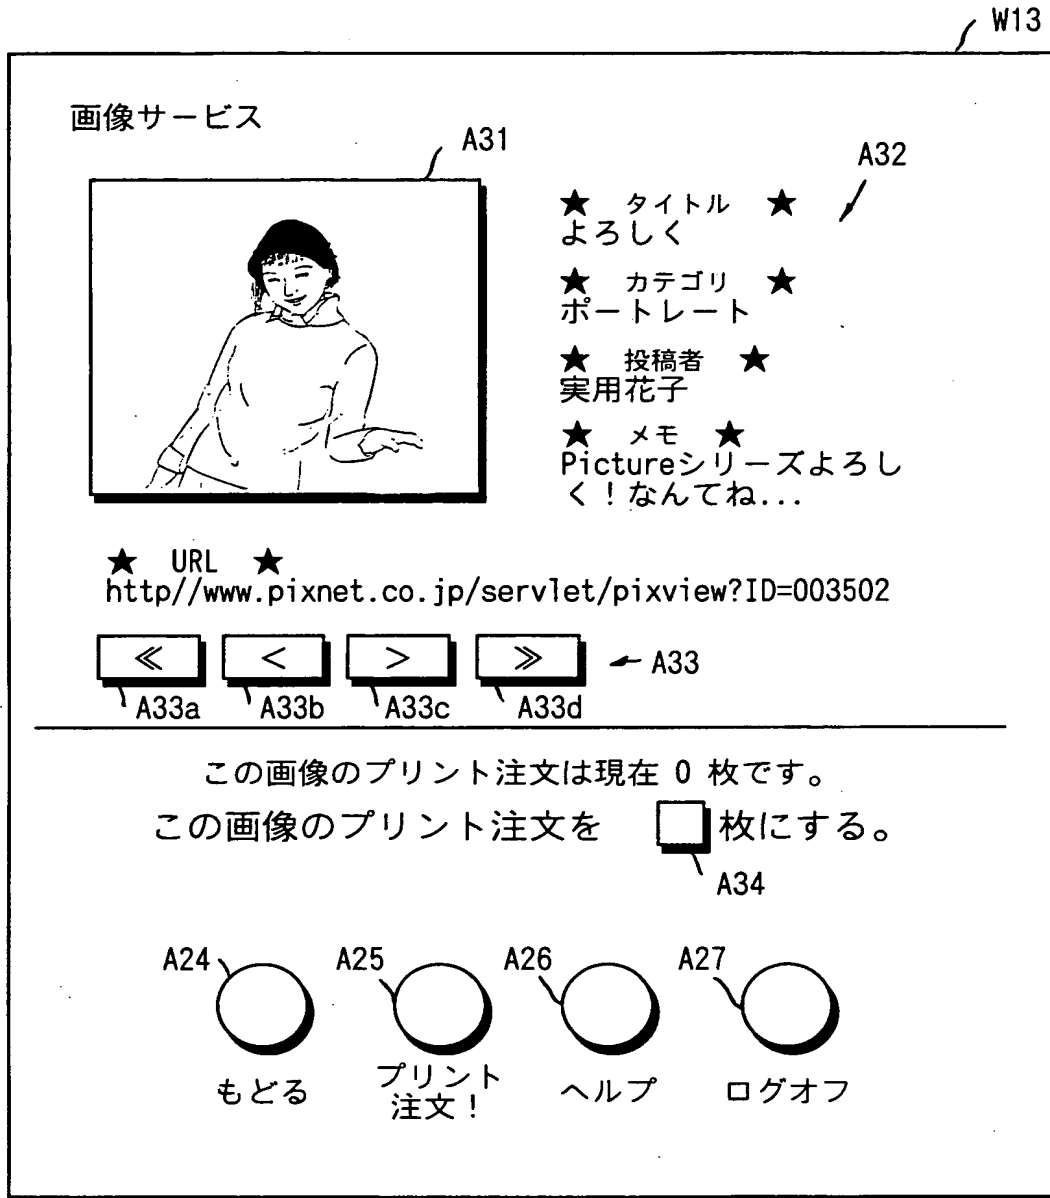 W13
画像サービス
A31
A32
★ タイトル ★
よろしく
★ カテゴリ ★
ポートレート
★ 投稿者 ★
実用花子
★ メモ ★
Pictureシリーズよろし
く！なんてね...
★ URL ★
http//www.pixnet.co.jp/servlet/pixview?ID=003502
≪ < > ≫ A33
A33a A33b A33c A33d
この画像のプリント注文は現在 0 枚です。
この画像のプリント注文を 枚にする。
A34
A24 A25 A26 A27
もどる プリント注文！ ヘルプ ログオフ